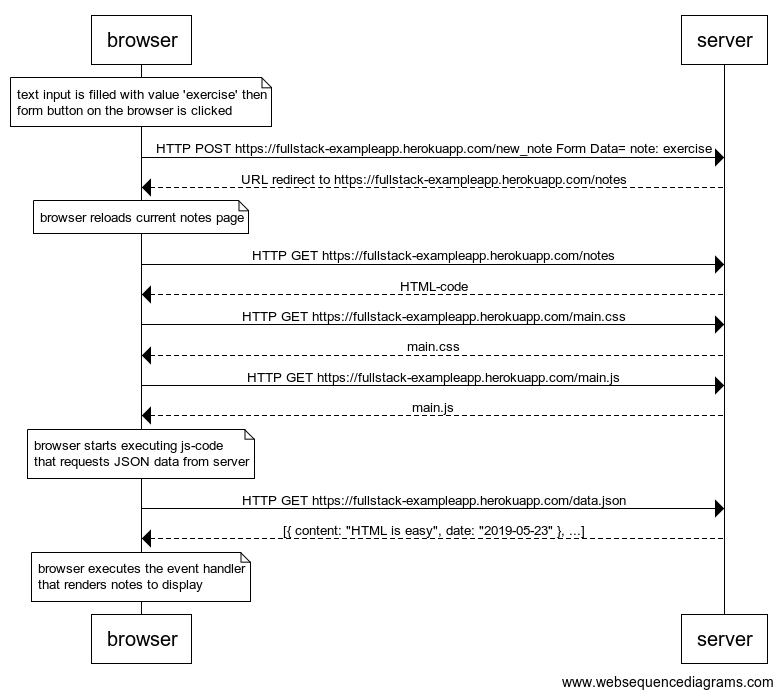 browser
server
text input is filled with value 'exercise' then
form button on the browser is clicked
HTTP POST https://fullstack-exampleapp.herokuapp.com/new_note Form Data= note: exercise
URL redirect to https://fullstack-exampleapp.herokuapp.com/notes
browser reloads current notes page
HTTP GET https://fullstack-exampleapp.herokuapp.com/notes
HTML-code
HTTP GET https://fullstack-exampleapp.herokuapp.com/main.css
main.css
HTTP GET https://fullstack-exampleapp.herokuapp.com/main.js
main.js
browser starts executing js-code
that requests JSON data from server
HTTP GET https://fullstack-exampleapp.herokuapp.com/data.json
[{ content: "HTML is easy", date: "2019-05-23" }, ...]
browser executes the event handler
that renders notes to display
browser
server
www.websequencediagrams.com